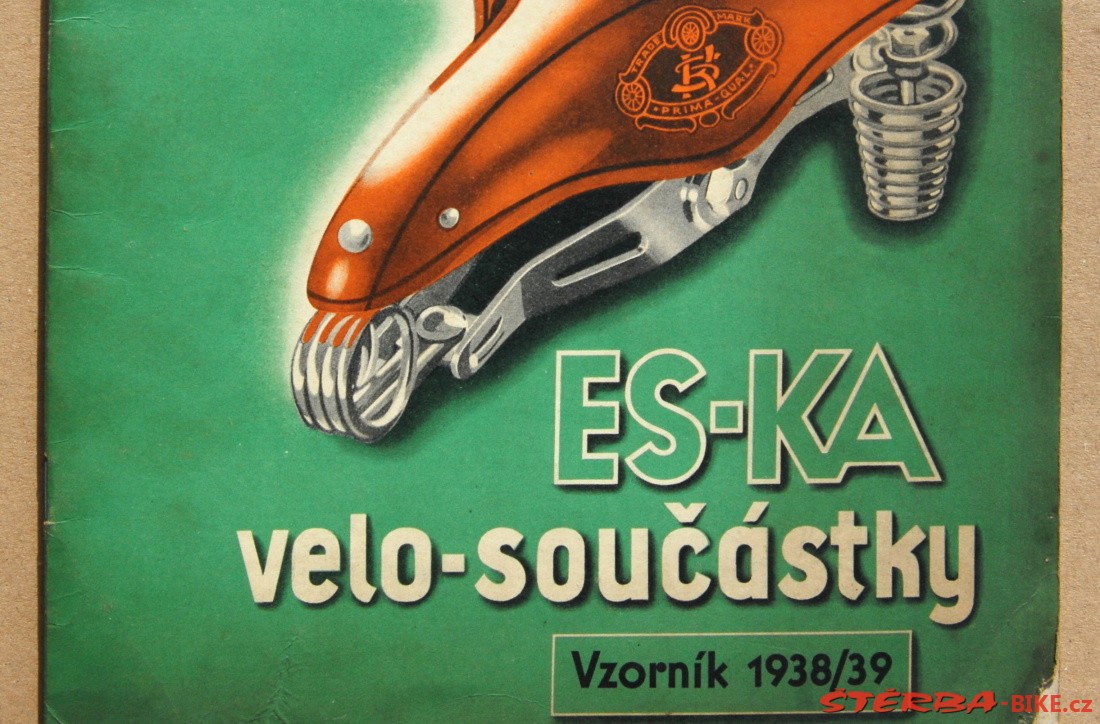 TRADE MARK
PRIMA · QUAL ·
ES-KA
velo-součástky
Vzorník 1938/39
ŠTĚRBA-BIKE.cz